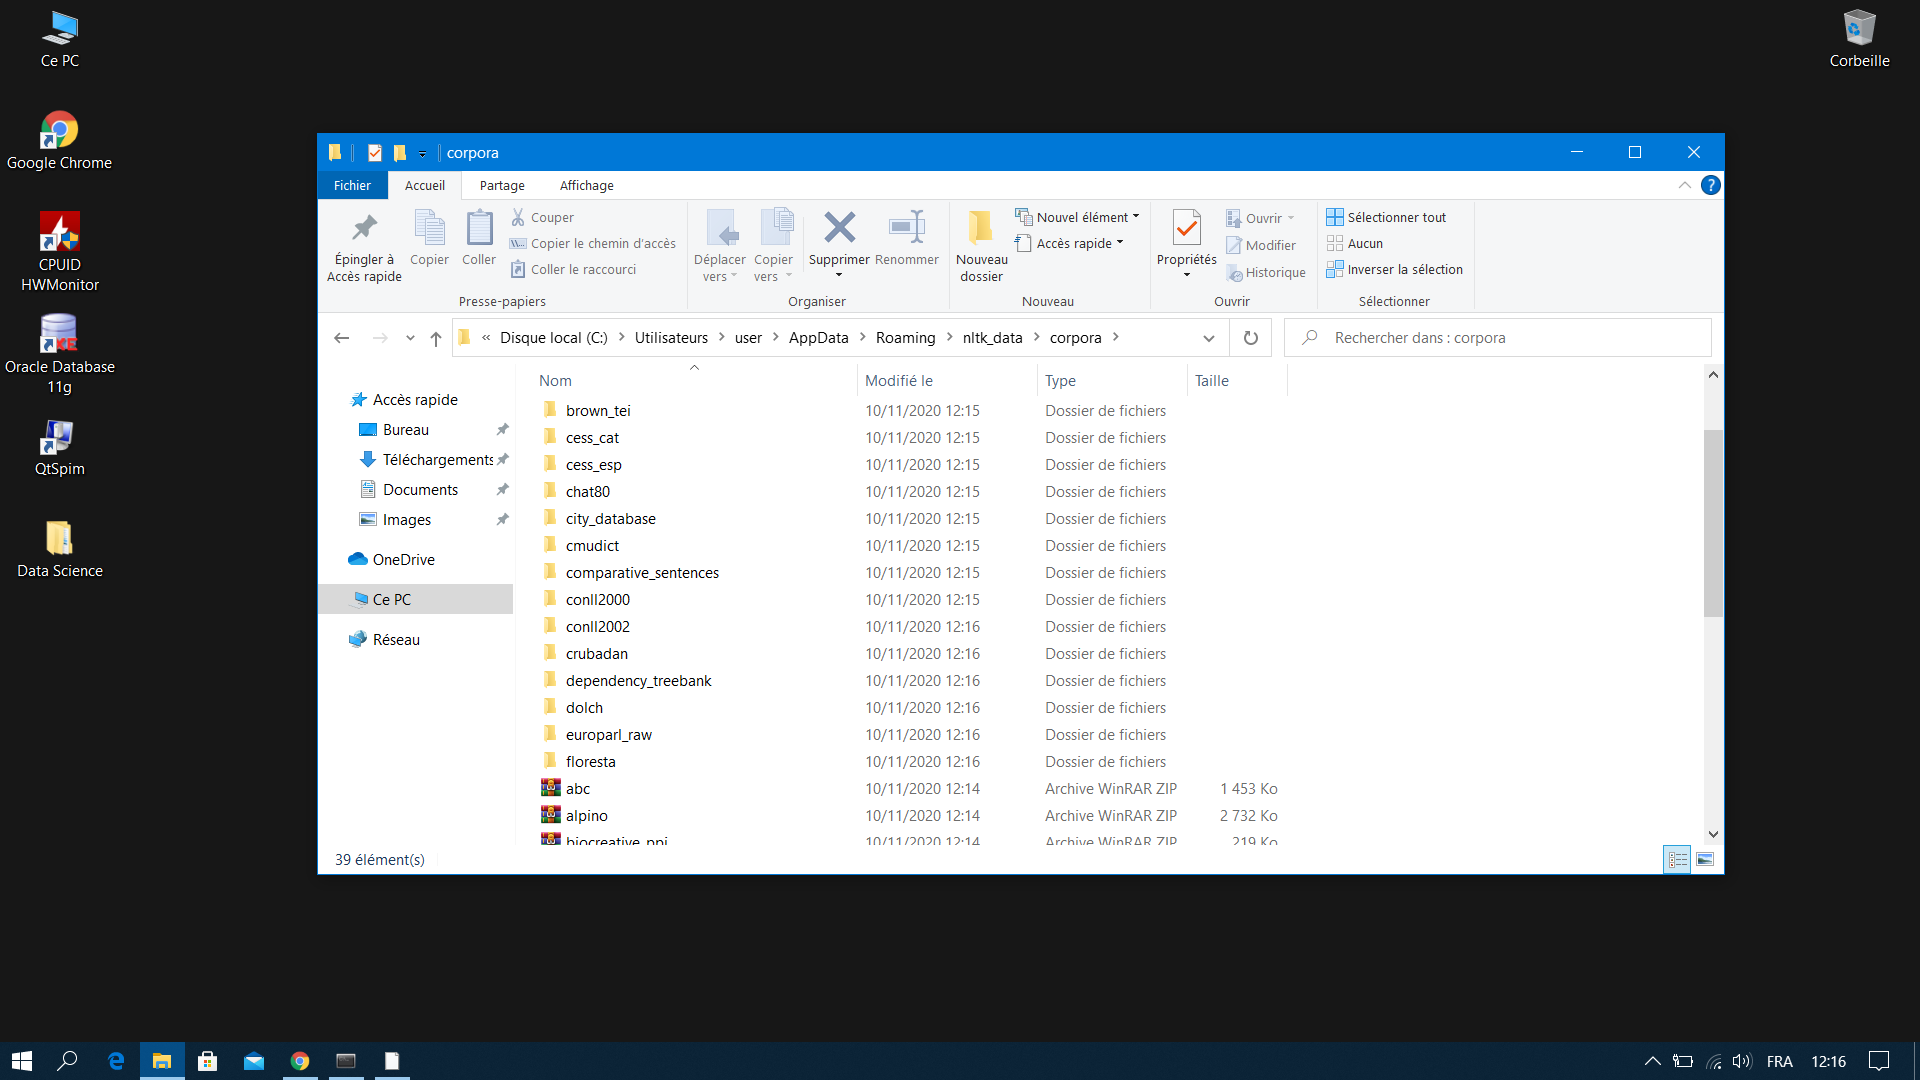 Ce PC
Google Chrome
CPUID
HWMonitor
Oracle Database
11g
QtSpim
Data Science
Corbeille
corpora
Fichier
Accueil
Partage
Affichage
Épingler à
Accès rapide
Copier
Coller
Couper
Copier le chemin d'accès
Coller le raccourci
Presse-papiers
Déplacer
vers
Copier
vers
Supprimer
Renommer
Organiser
Nouveau
dossier
Nouvel élément
Accès rapide
Nouveau
Propriétés
Ouvrir
Modifier
Historique
Ouvrir
Sélectionner tout
Aucun
Inverser la sélection
Sélectionner
« Disque local (C:) > Utilisateurs > user > AppData > Roaming > nltk_data > corpora >
Rechercher dans : corpora
Accès rapide
Bureau
Téléchargements
Documents
Images
OneDrive
Ce PC
Réseau
Nom Modifié le Type Taille
brown_tei 10/11/2020 12:15 Dossier de fichiers
cess_cat 10/11/2020 12:15 Dossier de fichiers
cess_esp 10/11/2020 12:15 Dossier de fichiers
chat80 10/11/2020 12:15 Dossier de fichiers
city_database 10/11/2020 12:15 Dossier de fichiers
cmudict 10/11/2020 12:15 Dossier de fichiers
comparative_sentences 10/11/2020 12:15 Dossier de fichiers
conll2000 10/11/2020 12:15 Dossier de fichiers
conll2002 10/11/2020 12:16 Dossier de fichiers
crubadan 10/11/2020 12:16 Dossier de fichiers
dependency_treebank 10/11/2020 12:16 Dossier de fichiers
dolch 10/11/2020 12:16 Dossier de fichiers
europarl_raw 10/11/2020 12:16 Dossier de fichiers
floresta 10/11/2020 12:16 Dossier de fichiers
abc 10/11/2020 12:14 Archive WinRAR ZIP 1 453 Ko
alpino 10/11/2020 12:14 Archive WinRAR ZIP 2 732 Ko
biocreative_ppi 10/11/2020 12:14 Archive WinRAR ZIP 219 Ko
39 élément(s)
FRA
12:16